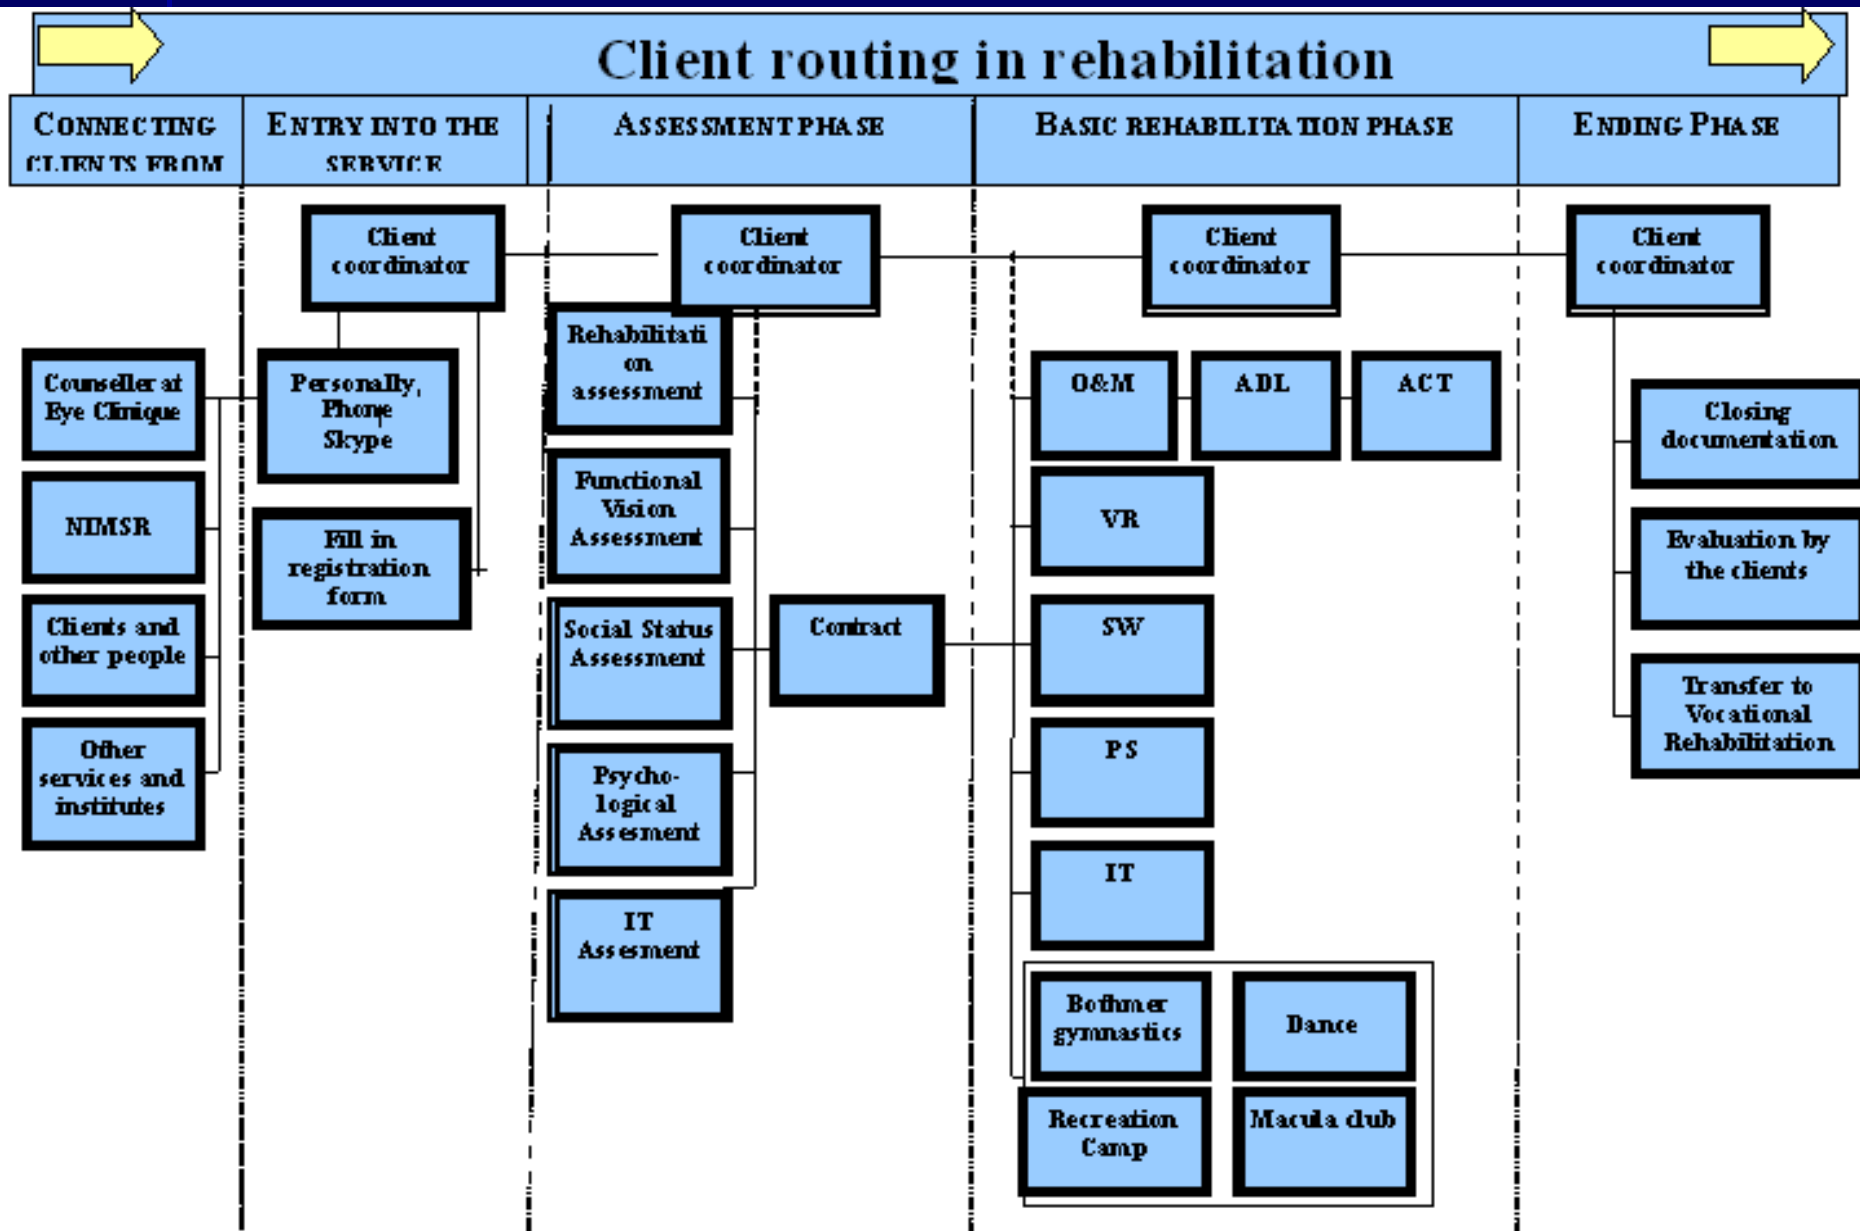 Client routing in rehabilitation
CONNECTING
CLIENTS FROM
ENTRY INTO THE
SERVICE
ASSESSMENT PHASE
BASIC REHABILITATION PHASE
ENDING PHASE
Client
coordinator
Client
coordinator
Client
coordinator
Client
coordinator
Counseller at
Eye Clinique
NIMSR
Clients and
other people
Other
services and
institutes
Personally,
Phone
Skype
Fill in
registration
form
Rehabilitati
on
assessment
Functional
Vision
Assessment
Social Status
Assessment
Psycho-
logical
Assesment
IT
Assesment
Contract
O&M
ADL
ACT
VR
SW
PS
IT
Bothmer
gymnastics
Dance
Recreation
Camp
Macula club
Closing
documentation
Evaluation by
the clients
Transfer to
Vocational
Rehabilitation